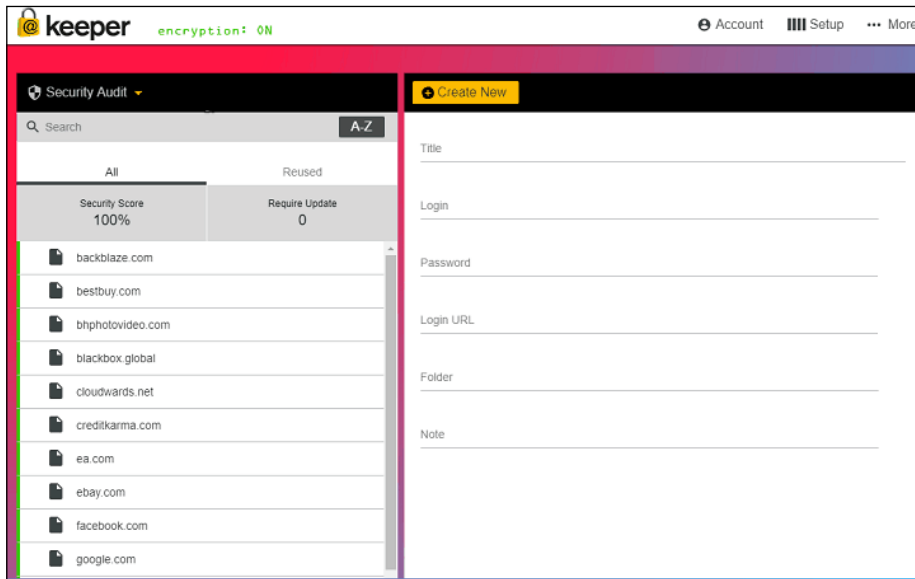 keeper encryption: ON Account Setup ••• More
Security Audit
Search A-Z
All Reused
Security Score Require Update
100% 0
backblaze.com
bestbuy.com
bhphotovideo.com
blackbox.global
cloudwards.net
creditkarma.com
ea.com
ebay.com
facebook.com
google.com
Create New
Title
Login
Password
Login URL
Folder
Note